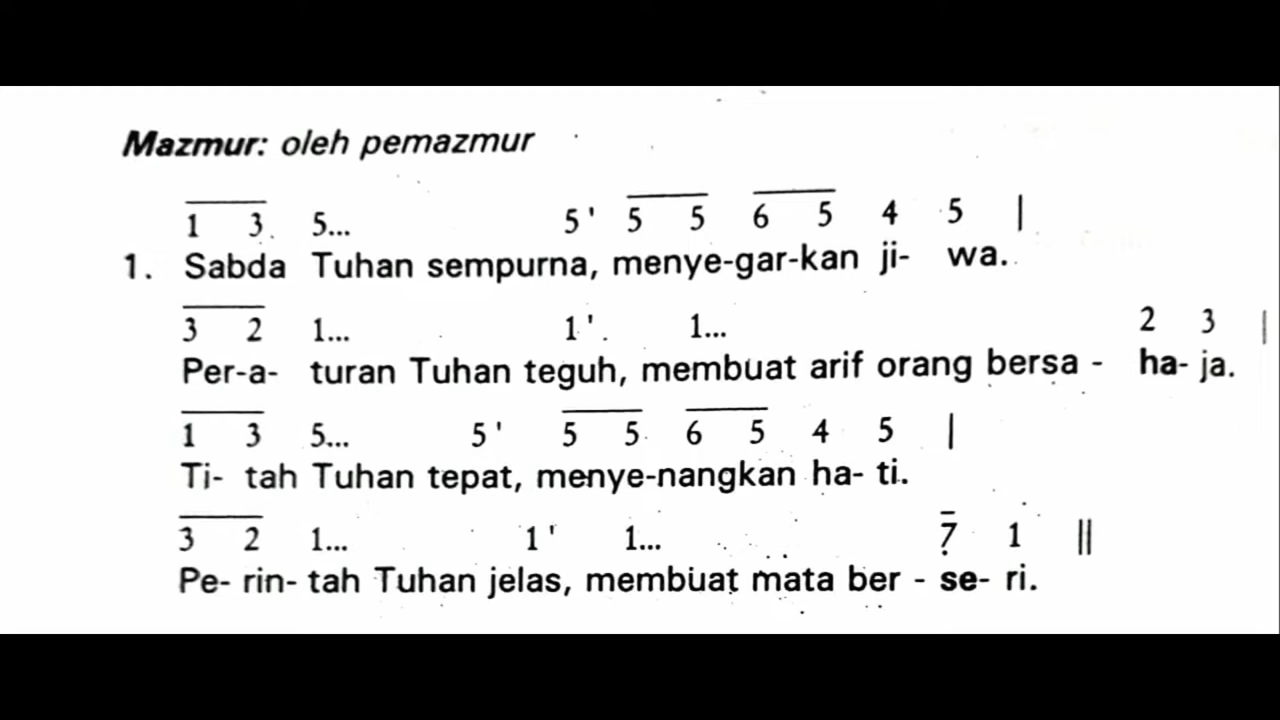 Mazmur: oleh pemazmur
1 3 5... 5' 5 5 6 5 4 5 |
1. Sabda Tuhan sempurna, menye-gar-kan ji- wa.
3 2 1... 1' 1... 2 3 |
Per-a- turan Tuhan teguh, membuat arif orang bersa - ha- ja.
1 3 5... 5' 5 5 6 5 4 5 |
Ti- tah Tuhan tepat, menye-nangkan ha- ti.
3 2 1... 1' 1... 7̣ 1 ||
Pe- rin- tah Tuhan jelas, membuat mata ber - se- ri.